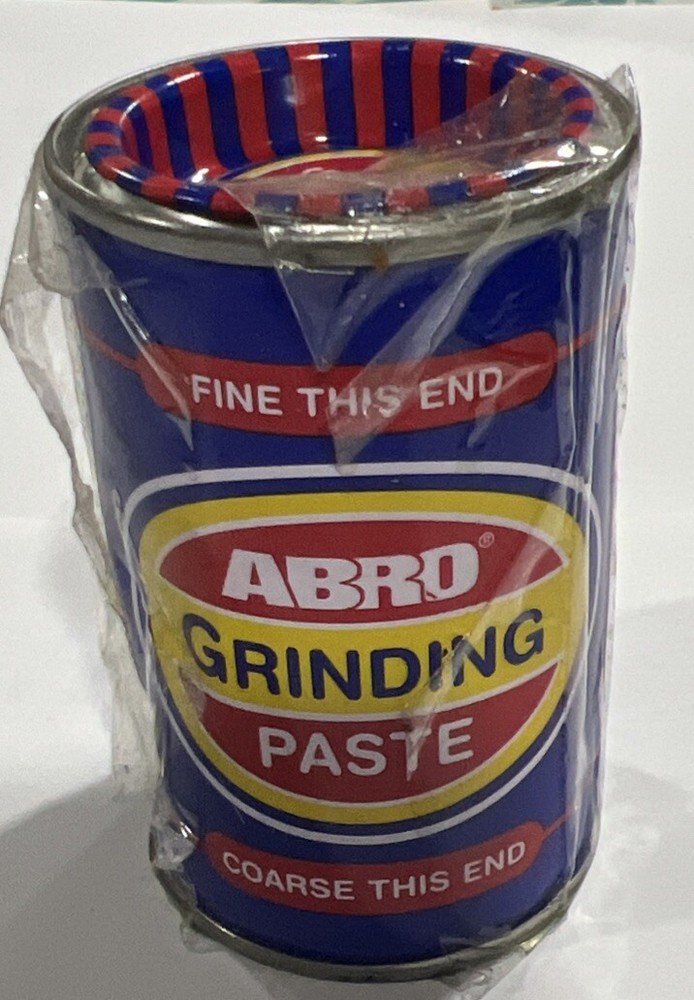 FINE THIS END
ABRO®
GRINDING
PASTE
COARSE THIS END